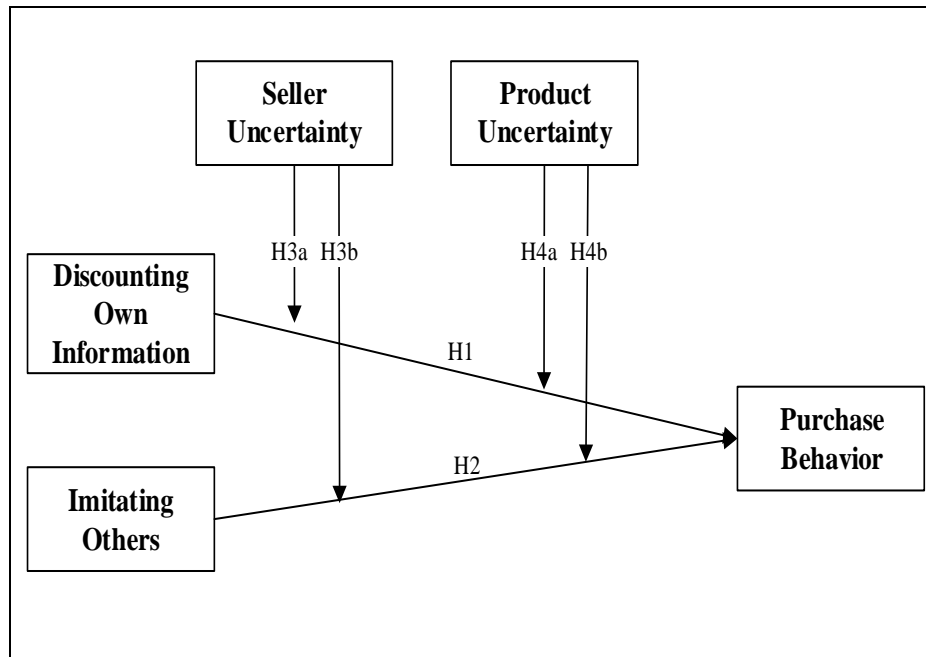 Seller
Uncertainty
Product
Uncertainty
H3a
H3b
H4a
H4b
Discounting
Own
Information
H1
Purchase
Behavior
H2
Imitating
Others